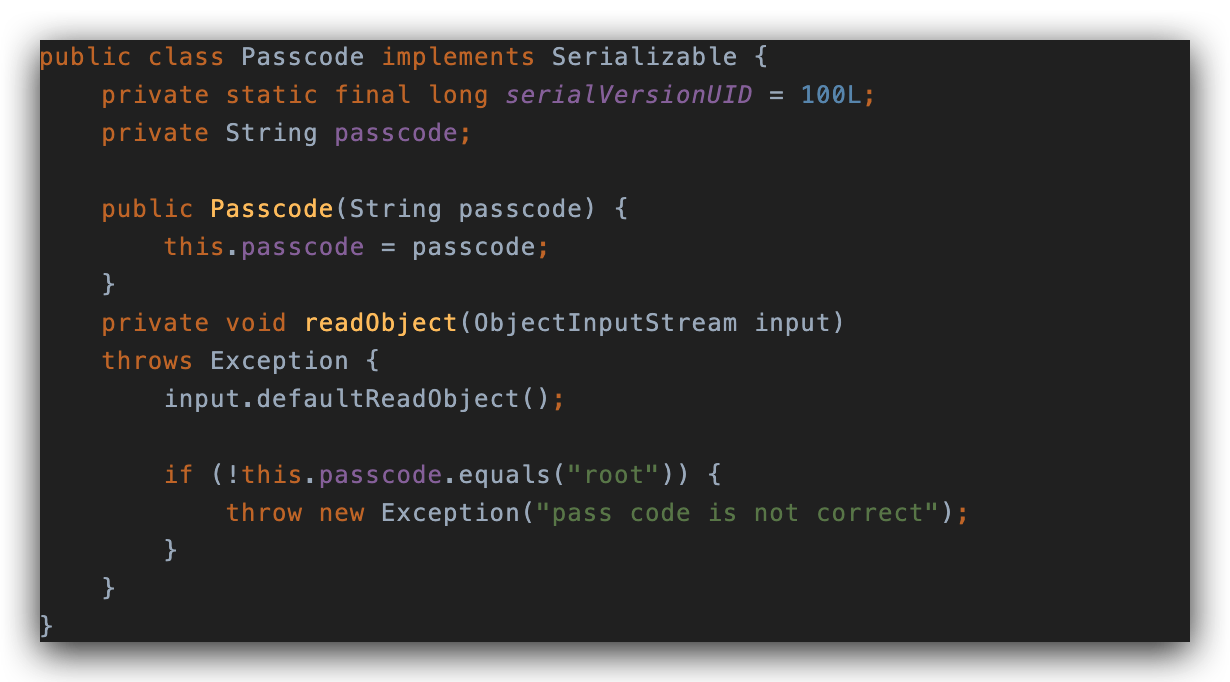 public class Passcode implements Serializable {
    private static final long serialVersionUID = 100L;
    private String passcode;

    public Passcode(String passcode) {
        this.passcode = passcode;
    }
    private void readObject(ObjectInputStream input)
    throws Exception {
        input.defaultReadObject();

        if (!this.passcode.equals("root")) {
            throw new Exception("pass code is not correct");
        }
    }
}